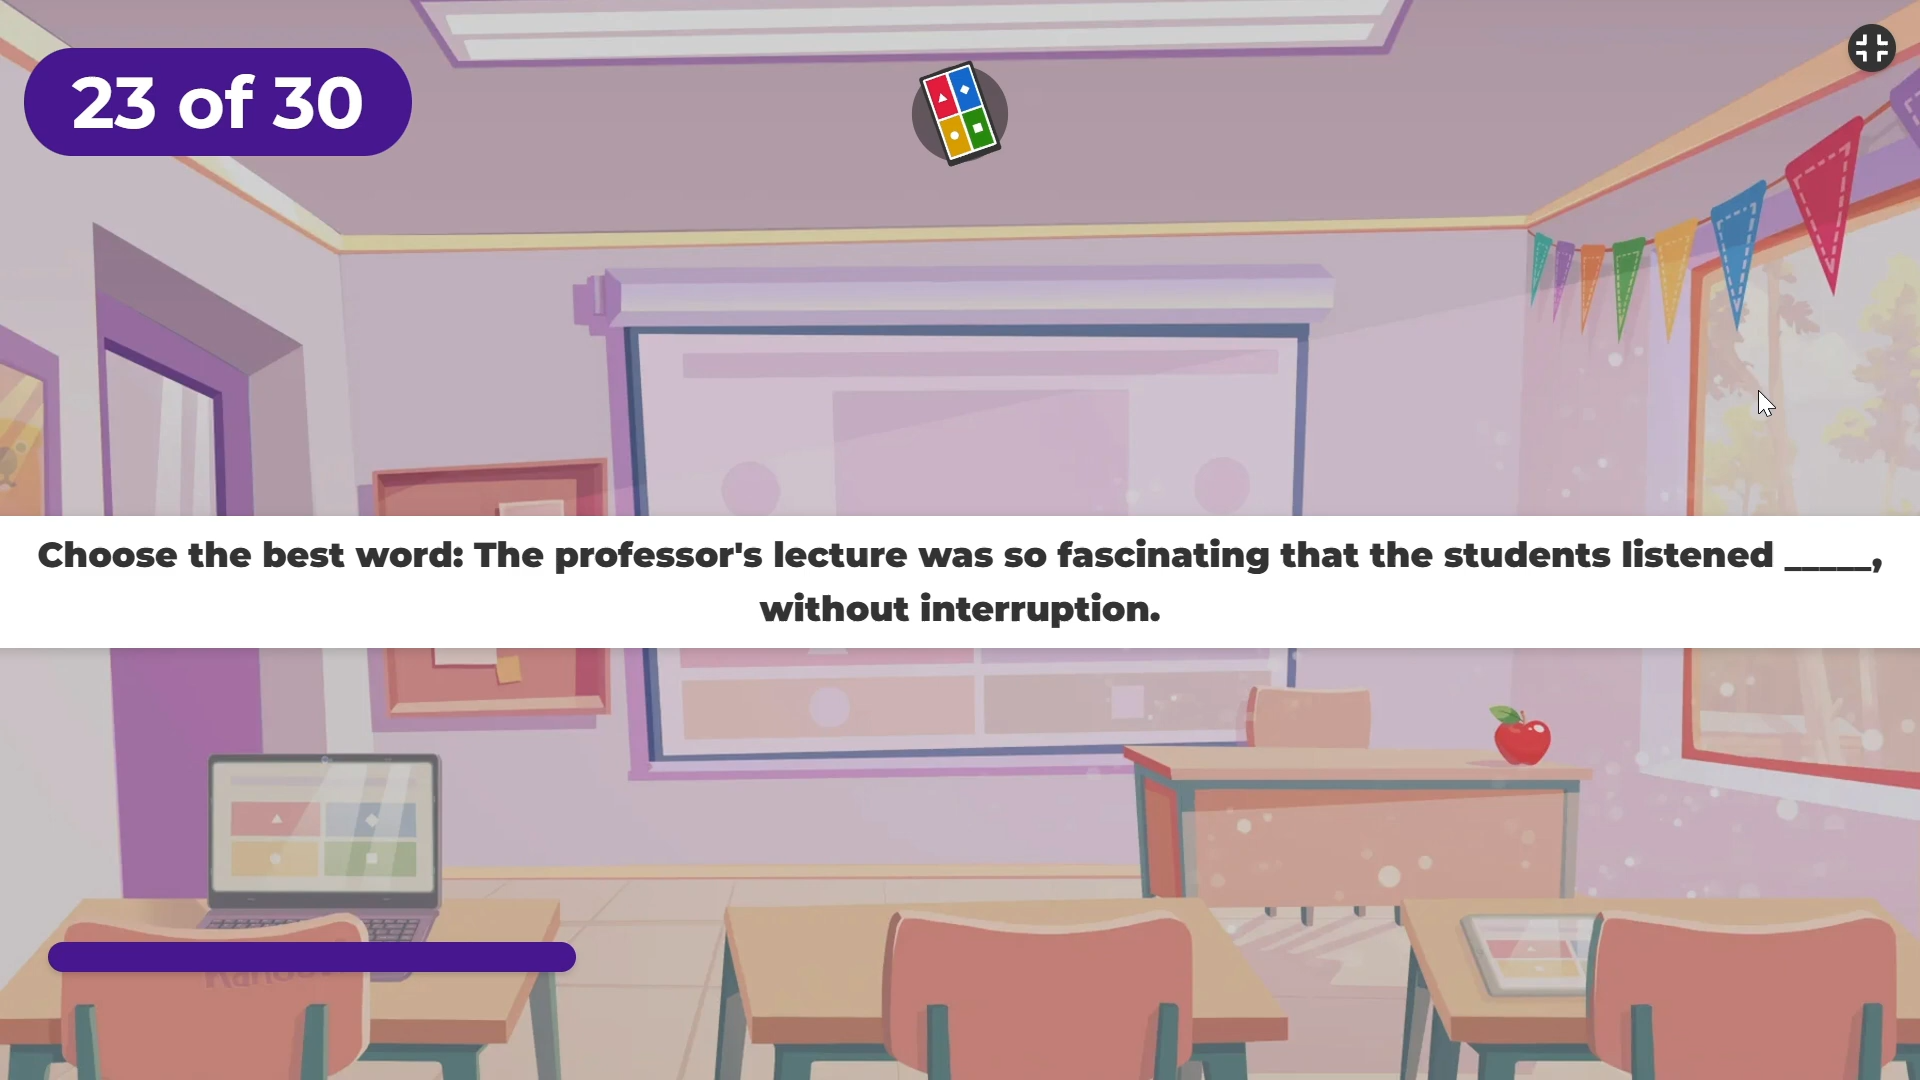 23 of 30
Choose the best word: The professor's lecture was so fascinating that the students listened _____,
without interruption.
Kahoot!